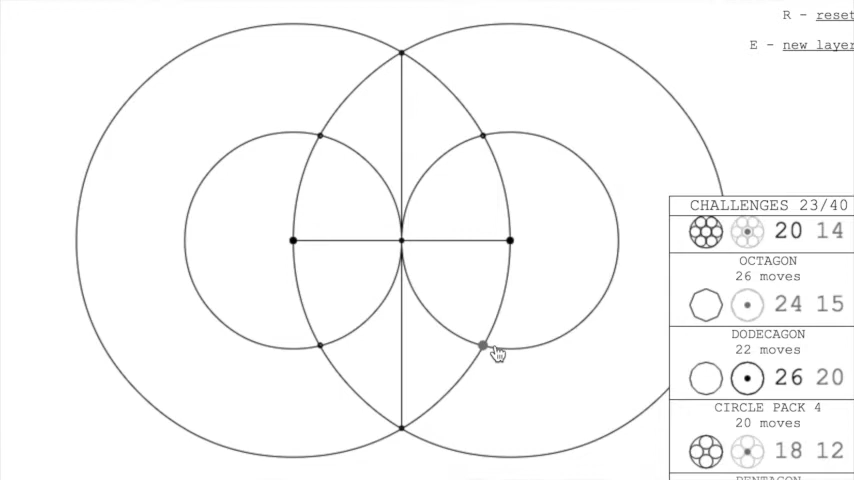 R - reset
E - new layer
CHALLENGES 23/40
20 14
OCTAGON
26 moves
24 15
DODECAGON
22 moves
26 20
CIRCLE PACK 4
20 moves
18 12
PENTAGON